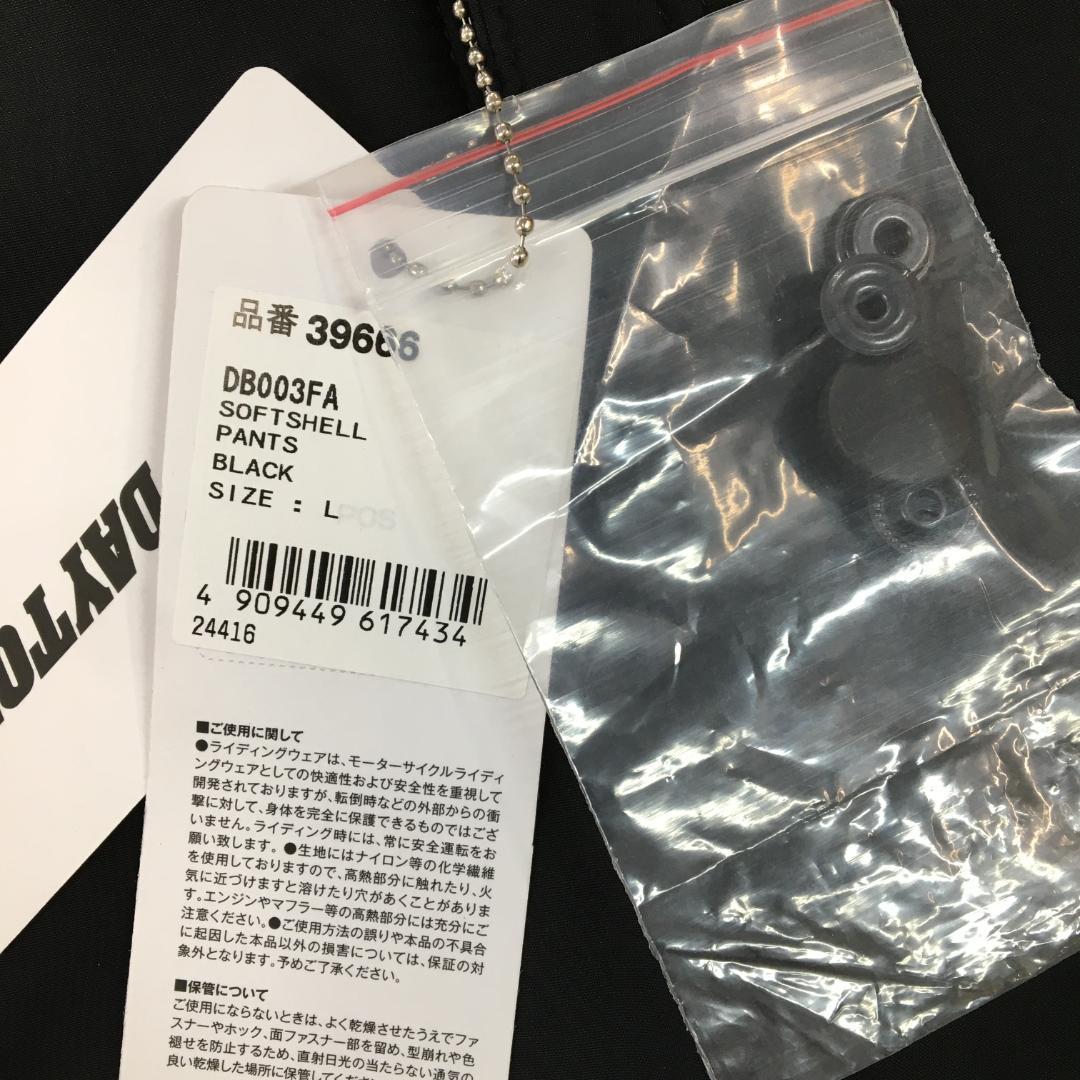 品番 39666
DB003FA
SOFTSHELL
PANTS
BLACK
SIZE : L
POS
4 909449 617434
24416
DAYTO
■ご使用に関して
●ライディングウェアは、モーターサイクルライディ
ングウェアとしての快適性および安全性を重視して
開発されておりますが、転倒時などの外部からの衝
撃に対して、身体を完全に保護できるものではござ
いません。ライディング時には、常に安全運転をお
願い致します。 ●生地にはナイロン等の化学繊維
を使用しておりますので、高熱部分に触れたり、火
気に近づけますと溶けたり穴があくことがありま
す。エンジンやマフラー等の高熱部分には充分にご
注意ください。●ご使用方法の誤りや本品の不具合
に起因した本品以外の損害については、保証の対
象外となります。予めご了承ください。
■保管について
ご使用にならないときは、よく乾燥させたうえでファ
スナーやホック、面ファスナー部を留め、型崩れや色
褪せを防止するため、直射日光の当たらない通気の
良い乾燥した場所に保管してください。